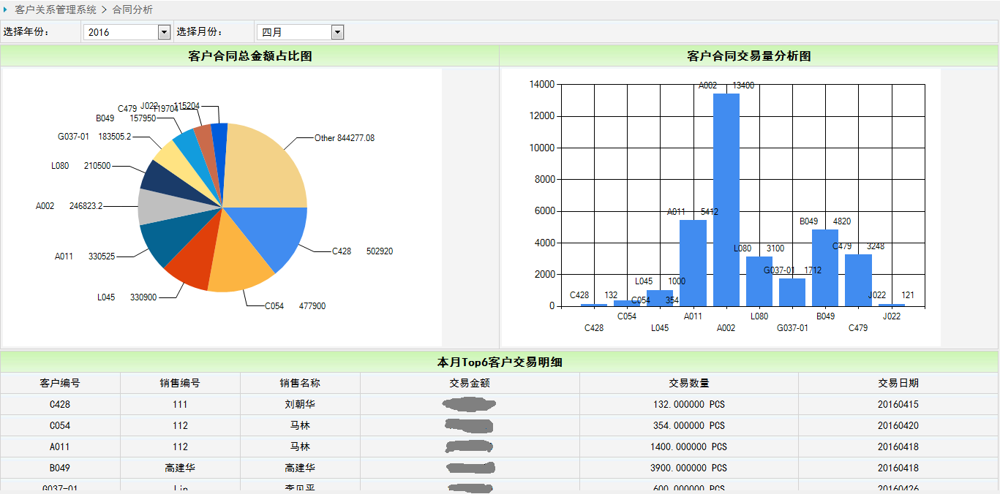 客户关系管理系统 > 合同分析
选择年份: 2016 选择月份: 四月
客户合同总金额占比图
J022 115204
C479 119704
B049 157950
G037-01 183505.2
Other 844277.08
L080 210500
A002 246823.2
C428 502920
A011 330525
L045 330900
C054 477900
客户合同交易量分析图
14000
12000
10000
8000
6000
4000
2000
0
A002 13400
A011 5412
B049 4820
L080 3100
C479 3248
G037-01 1712
L045 1000
C428 132
C054 354
J022 121
C054 A011 L080 B049 J022
C428 L045 A002 G037-01 C479
本月Top6客户交易明细
客户编号 销售编号 销售名称 交易金额 交易数量 交易日期
C428 111 刘朝华 132.000000 PCS 20160415
C054 112 马林 354.000000 PCS 20160420
A011 112 马林 1400.000000 PCS 20160418
B049 高建华 高建华 3900.000000 PCS 20160418
G037-01 Lin 600.000000 PCS 20160426